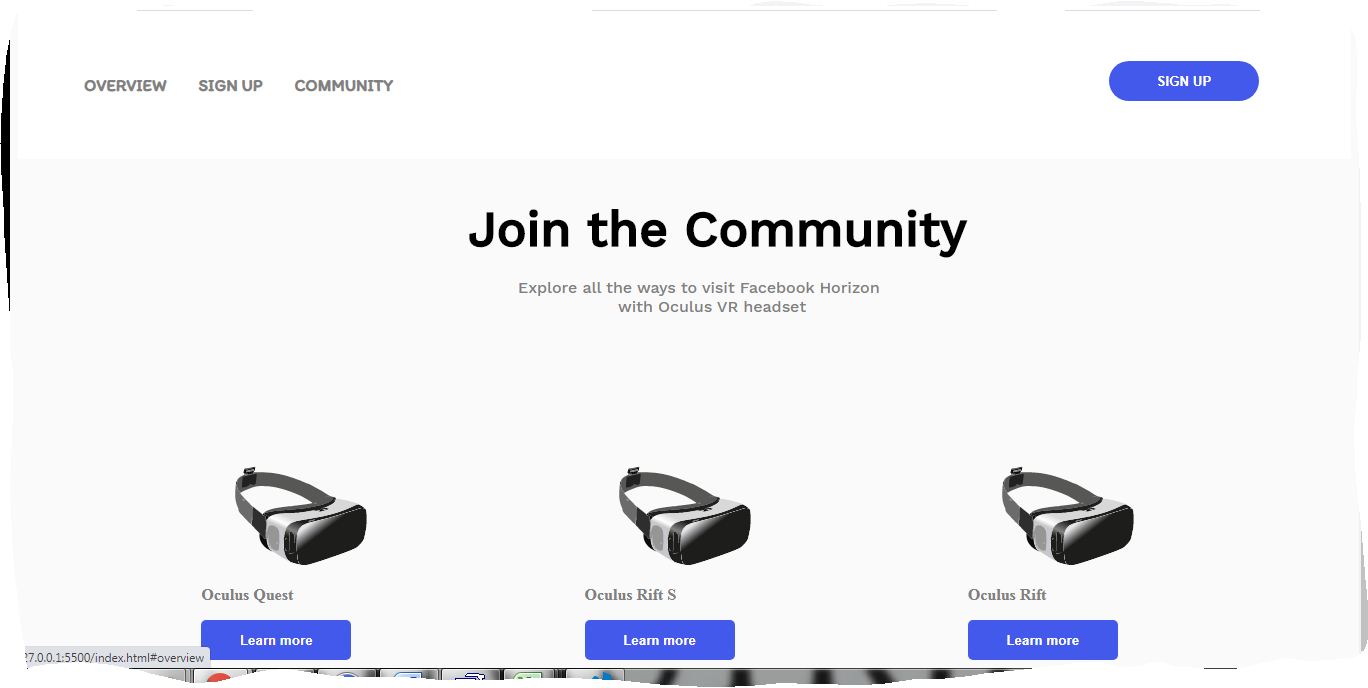 OVERVIEW SIGN UP COMMUNITY SIGN UP
Join the Community
Explore all the ways to visit Facebook Horizon
with Oculus VR headset
Oculus Quest Oculus Rift S Oculus Rift
Learn more Learn more Learn more
27.0.0.1:5500/index.html#overview